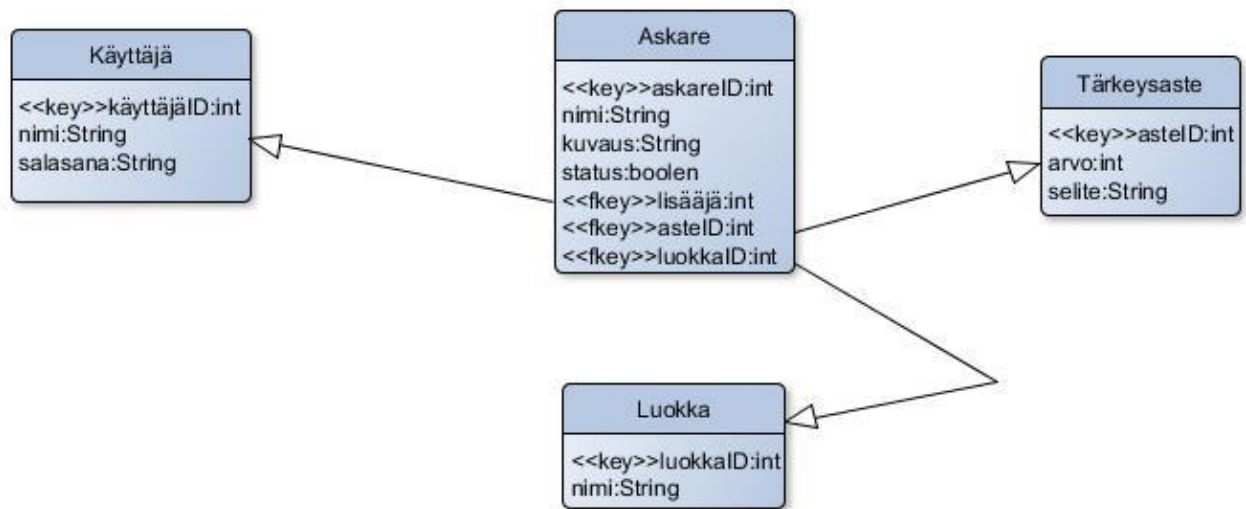 Käyttäjä
<<key>>käyttäjäID:int
nimi:String
salasana:String
Askare
<<key>>askareID:int
nimi:String
kuvaus:String
status:boolen
<<fkey>>lisääjä:int
<<fkey>>asteID:int
<<fkey>>luokkaID:int
Tärkeysaste
<<key>>asteID:int
arvo:int
selite:String
Luokka
<<key>>luokkaID:int
nimi:String